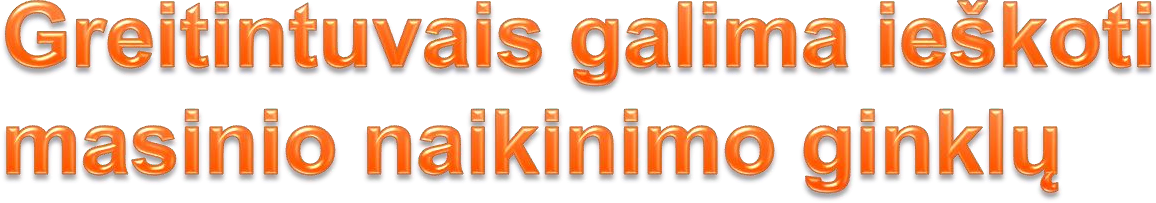 Greitintuvais galima ieškoti
masinio naikinimo ginklų